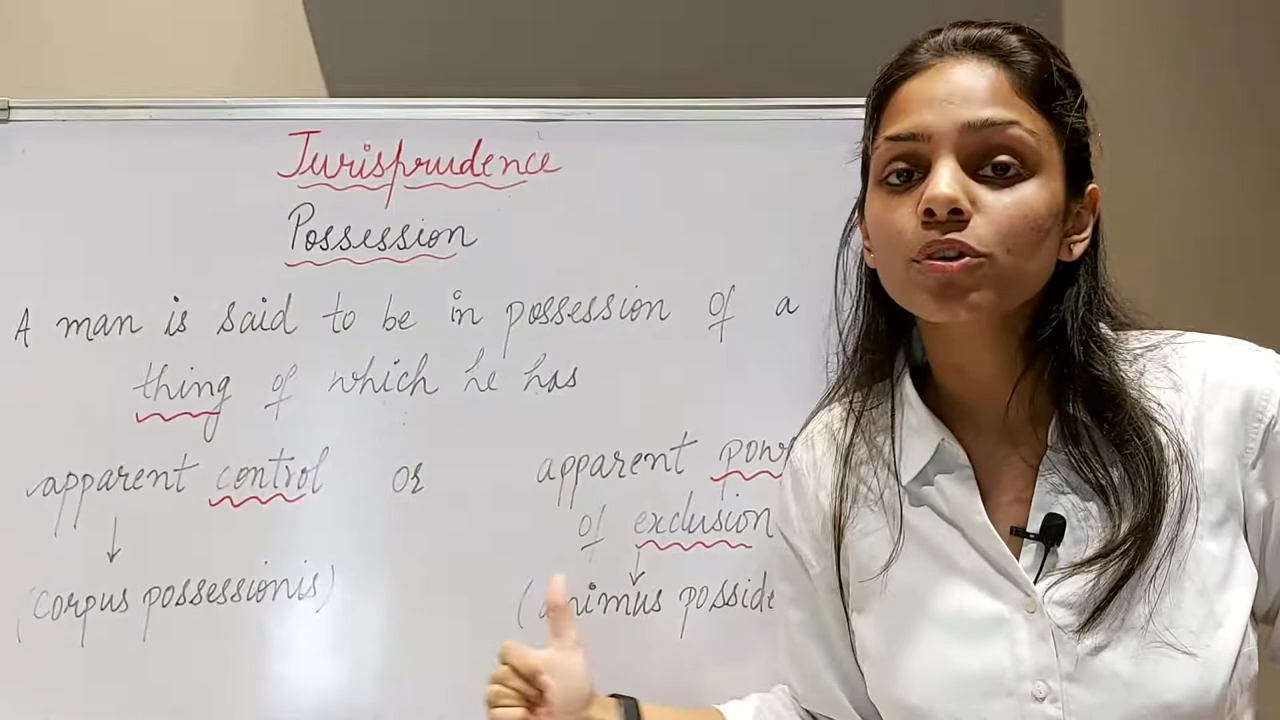 Jurisprudence
Possession
A man is said to be in possession of a
thing of which he has
apparent control or apparent
of exclusion
(corpus possessionis) (animus